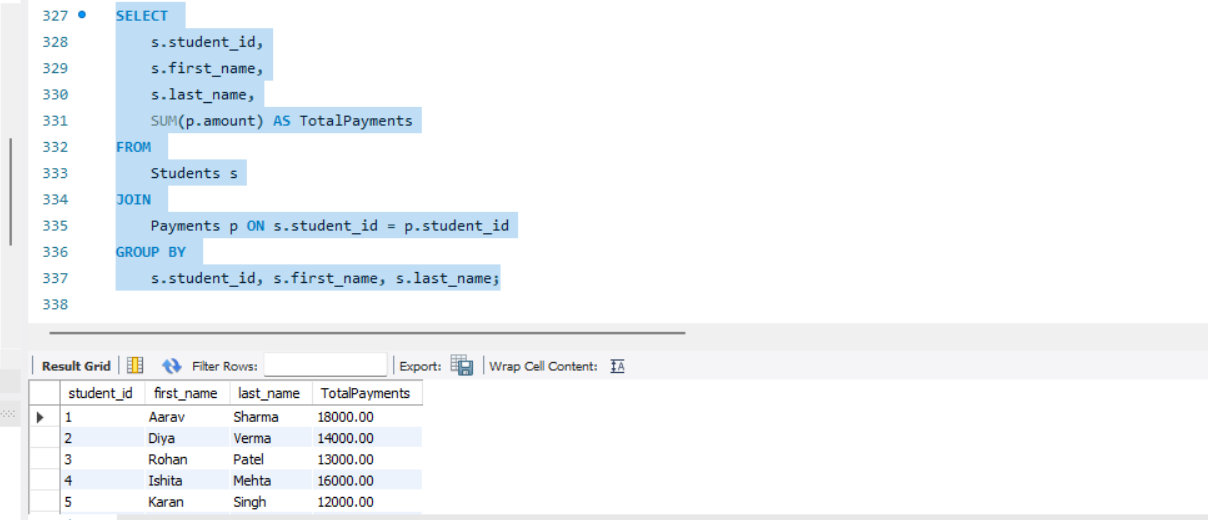 327 SELECT
328 s.student_id,
329 s.first_name,
330 s.last_name,
331 SUM(p.amount) AS TotalPayments
332 FROM
333 Students s
334 JOIN
335 Payments p ON s.student_id = p.student_id
336 GROUP BY
337 s.student_id, s.first_name, s.last_name;
338
Result Grid Filter Rows: Export: Wrap Cell Content: IA
student_id first_name last_name TotalPayments
1 Aarav Sharma 18000.00
2 Diya Verma 14000.00
3 Rohan Patel 13000.00
4 Ishita Mehta 16000.00
5 Karan Singh 12000.00